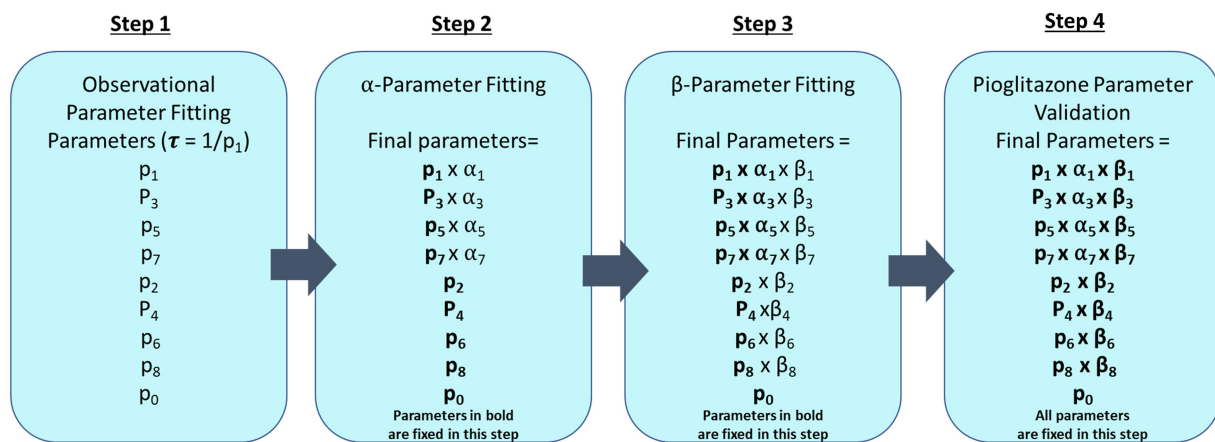 Step 1
Observational
Parameter Fitting
Parameters (τ = 1/p₁)
p₁
P₃
p₅
p₇
p₂
P₄
p₆
p₈
p₀
Step 2
α-Parameter Fitting
Final parameters=
p₁ x α₁
P₃ x α₃
p₅ x α₅
p₇ x α₇
p₂
P₄
p₆
p₈
p₀
Parameters in bold
are fixed in this step
Step 3
β-Parameter Fitting
Final Parameters =
p₁ x α₁ x β₁
P₃ x α₃ x β₃
p₅ x α₅ x β₅
p₇ x α₇ x β₇
p₂ x β₂
P₄ xβ₄
p₆ x β₆
p₈ x β₈
p₀
Parameters in bold
are fixed in this step
Step 4
Pioglitazone Parameter
Validation
Final Parameters =
p₁ x α₁ x β₁
P₃ x α₃ x β₃
p₅ x α₅ x β₅
p₇ x α₇ x β₇
p₂ x β₂
P₄ x β₄
p₆ x β₆
p₈ x β₈
p₀
All parameters
are fixed in this step